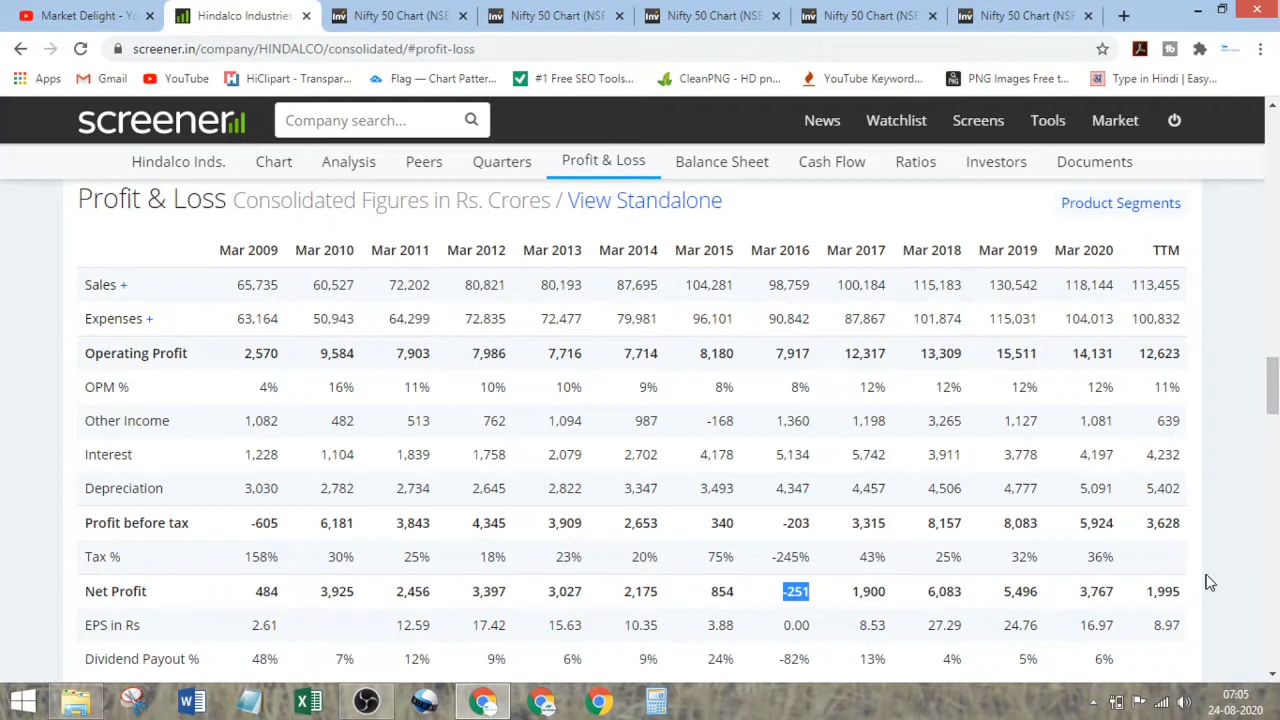 Market Delight - Yo
Hindalco Industries
Nifty 50 Chart (NSE
Nifty 50 Chart (NSE
Nifty 50 Chart (NSE
Nifty 50 Chart (NSE
Nifty 50 Chart (NSE
screener.in/company/HINDALCO/consolidated/#profit-loss
Apps Gmail YouTube HiClipart - Transpar... Flag — Chart Patter... #1 Free SEO Tools... CleanPNG - HD pn... YouTube Keyword... PNG Images Free t... Type in Hindi | Easy...
screener Company search... News Watchlist Screens Tools Market
Hindalco Inds. Chart Analysis Peers Quarters Profit & Loss Balance Sheet Cash Flow Ratios Investors Documents
Profit & Loss Consolidated Figures in Rs. Crores / View Standalone Product Segments
Mar 2009 Mar 2010 Mar 2011 Mar 2012 Mar 2013 Mar 2014 Mar 2015 Mar 2016 Mar 2017 Mar 2018 Mar 2019 Mar 2020 TTM
Sales + 65,735 60,527 72,202 80,821 80,193 87,695 104,281 98,759 100,184 115,183 130,542 118,144 113,455
Expenses + 63,164 50,943 64,299 72,835 72,477 79,981 96,101 90,842 87,867 101,874 115,031 104,013 100,832
Operating Profit 2,570 9,584 7,903 7,986 7,716 7,714 8,180 7,917 12,317 13,309 15,511 14,131 12,623
OPM % 4% 16% 11% 10% 10% 9% 8% 8% 12% 12% 12% 12% 11%
Other Income 1,082 482 513 762 1,094 987 -168 1,360 1,198 3,265 1,127 1,081 639
Interest 1,228 1,104 1,839 1,758 2,079 2,702 4,178 5,134 5,742 3,911 3,778 4,197 4,232
Depreciation 3,030 2,782 2,734 2,645 2,822 3,347 3,493 4,347 4,457 4,506 4,777 5,091 5,402
Profit before tax -605 6,181 3,843 4,345 3,909 2,653 340 -203 3,315 8,157 8,083 5,924 3,628
Tax % 158% 30% 25% 18% 23% 20% 75% -245% 43% 25% 32% 36%
Net Profit 484 3,925 2,456 3,397 3,027 2,175 854 -251 1,900 6,083 5,496 3,767 1,995
EPS in Rs 2.61 12.59 17.42 15.63 10.35 3.88 0.00 8.53 27.29 24.76 16.97 8.97
Dividend Payout % 48% 7% 12% 9% 6% 9% 24% -82% 13% 4% 5% 6%
07:05
24-08-2020